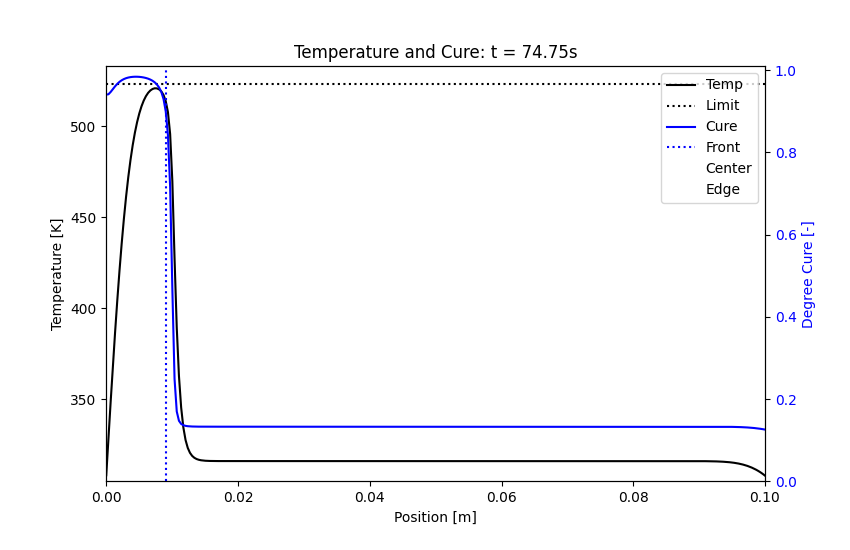 Temperature and Cure: t = 74.75s
Temperature [K]
500
450
400
350
Temp
Limit
Cure
Front
Center
Edge
1.0
0.8
0.6
0.4
0.2
0.0
Degree Cure [-]
0.00
0.02
0.04
0.06
0.08
0.10
Position [m]